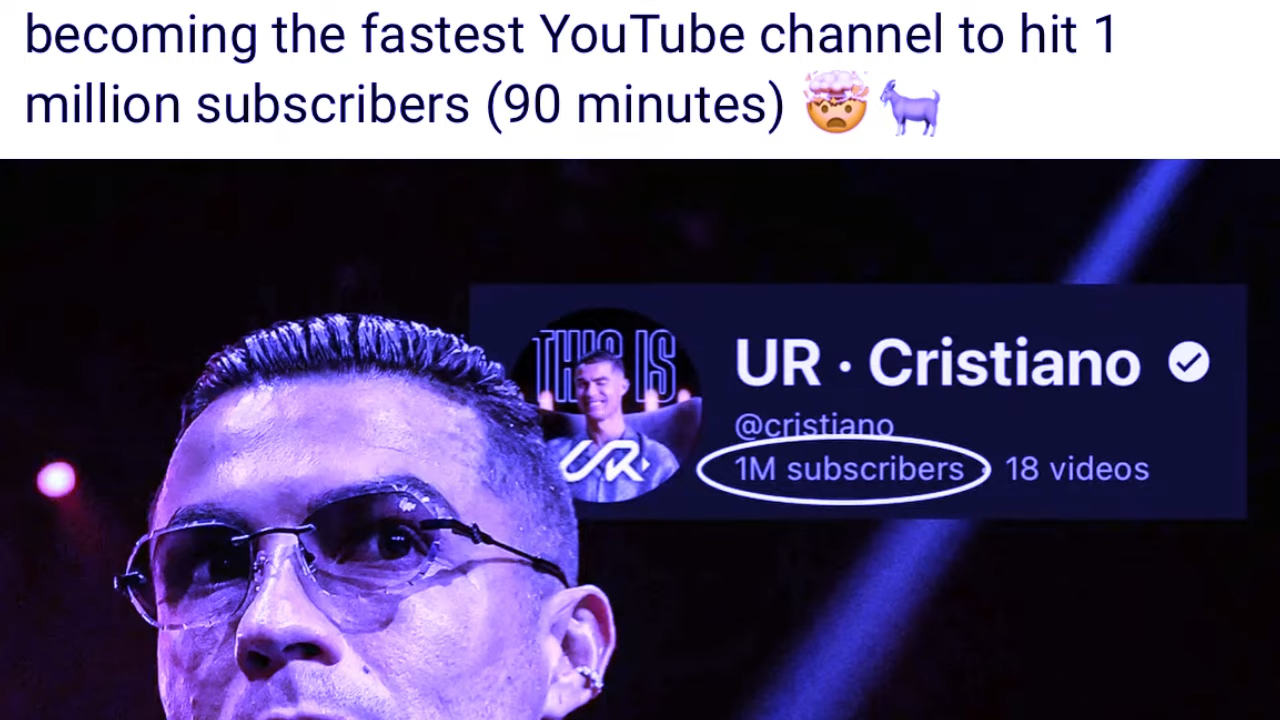 becoming the fastest YouTube channel to hit 1
million subscribers (90 minutes) 🤯🐐
THIS IS
UR
UR · Cristiano
@cristiano
1M subscribers · 18 videos